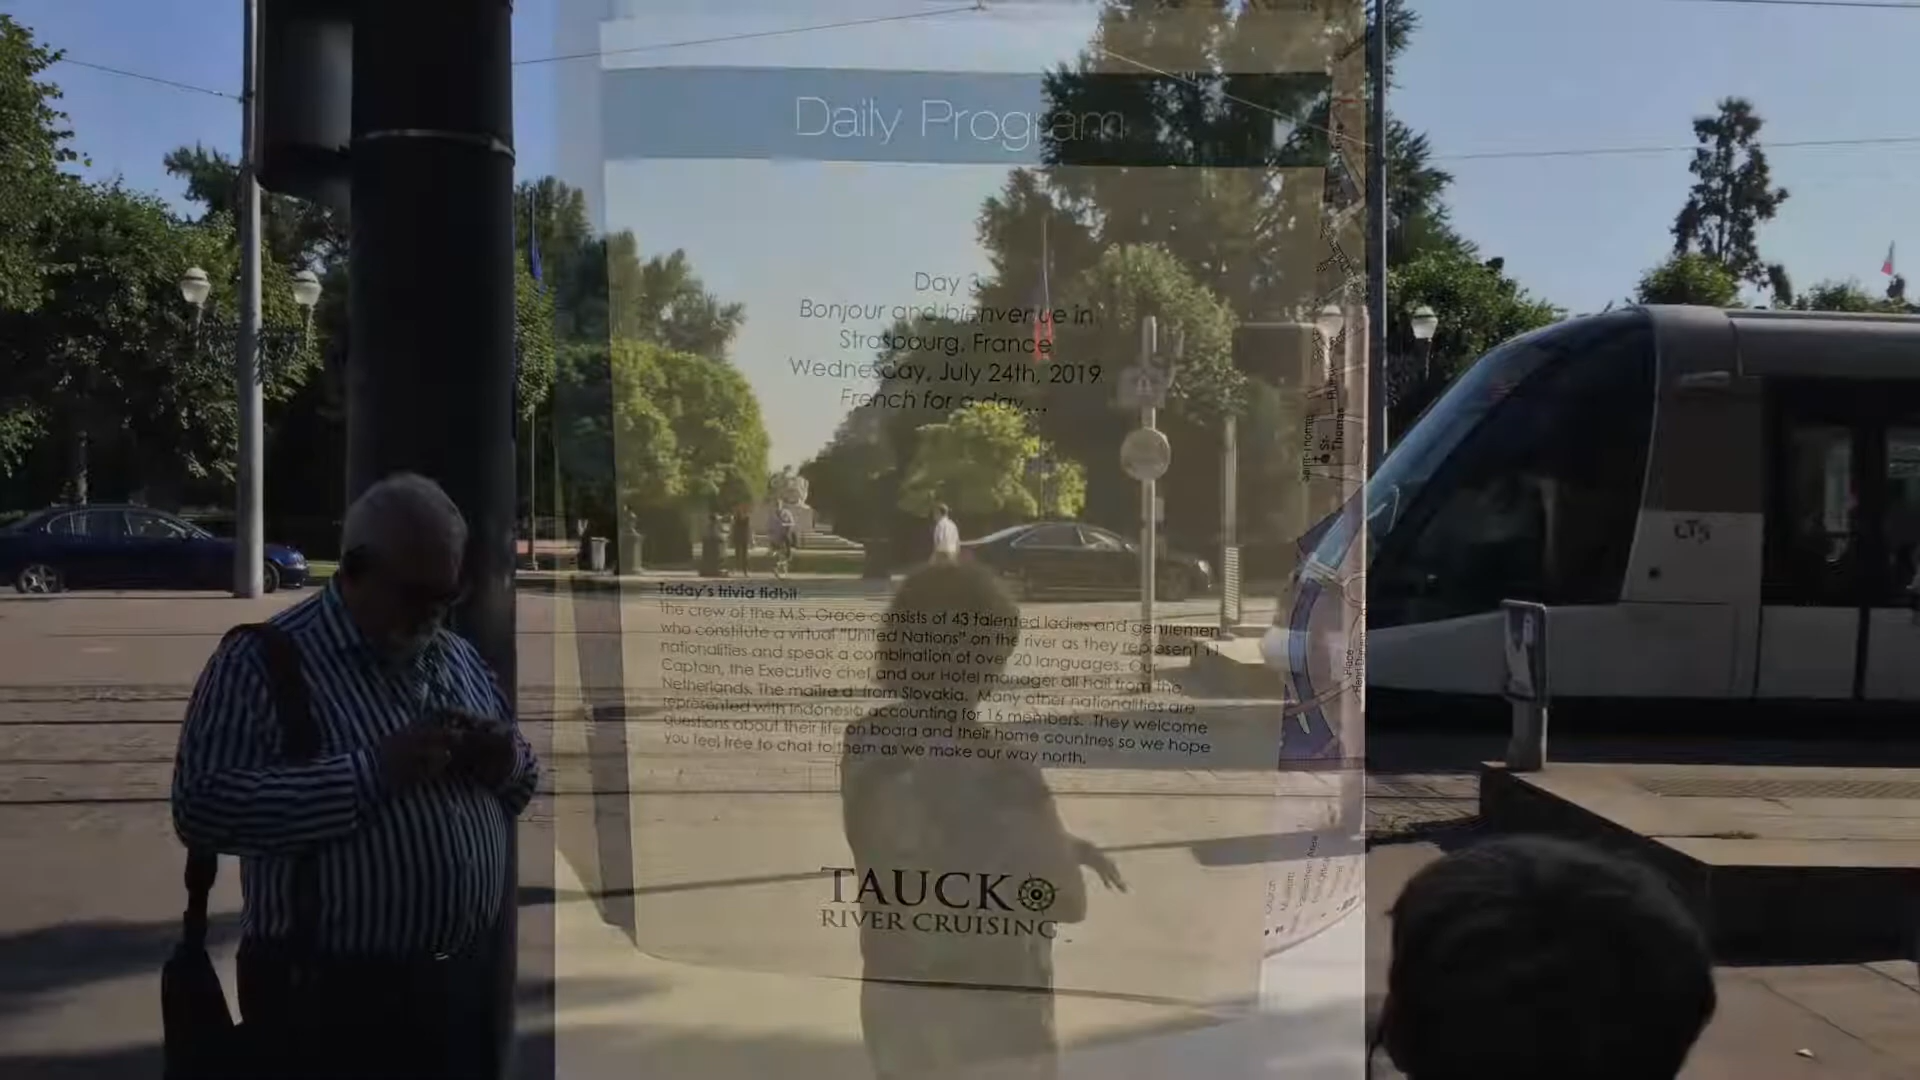 Daily Program
Day 3
Bonjour and bienvenue in
Strasbourg, France
Wednesday, July 24th, 2019
French for a day...
Today's trivia tidbit:
The crew of the M.S. Grace consists of 43 talented ladies and gentlemen
who constitute a virtual "United Nations" on the river as they represent 11
nationalities and speak a combination of over 20 languages. Our
Captain, the Executive chef and our Hotel manager all hail from the
Netherlands. The maitre d' from Slovakia. Many other nationalities are
represented with Indonesia accounting for 16 members. They welcome
questions about their life on board and their home countries so we hope
you feel free to chat to them as we make our way north.
TAUCK
RIVER CRUISING
St-
Thomas
CTS
Church
Museum